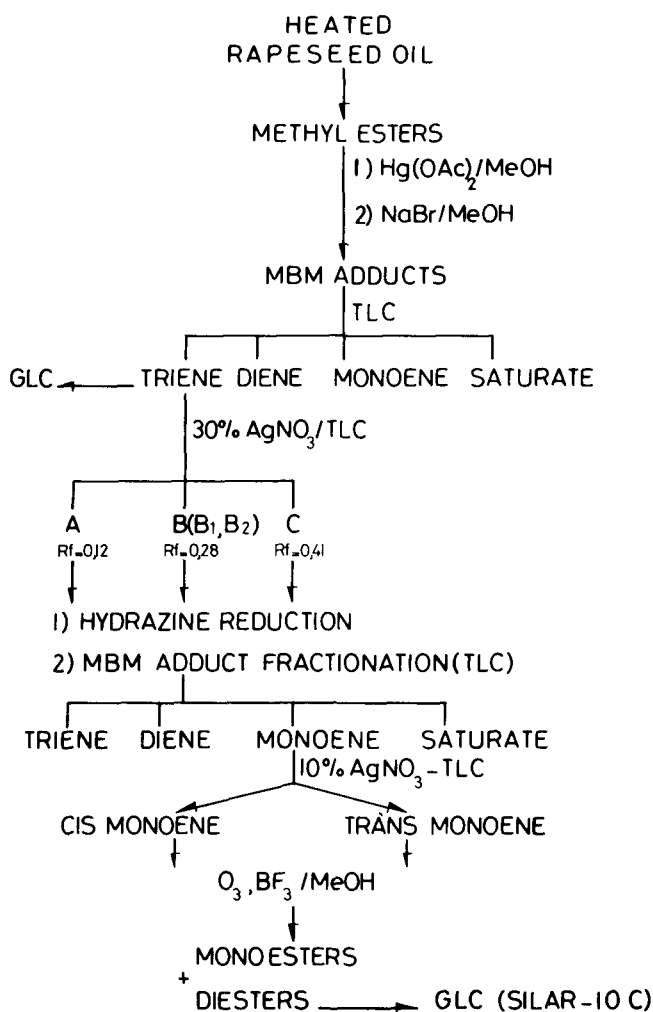 HEATED
RAPESEED OIL
METHYL ESTERS
1) Hg(OAc)₂/MeOH
2) NaBr/MeOH
MBM ADDUCTS
TLC
GLC TRIENE DIENE MONOENE SATURATE
30% AgNO₃/TLC
A B(B₁,B₂) C
Rf=0,12 Rf=0,28 Rf=0,41
1) HYDRAZINE REDUCTION
2) MBM ADDUCT FRACTIONATION(TLC)
TRIENE DIENE MONOENE SATURATE
10% AgNO₃-TLC
CIS MONOENE TRANS MONOENE
O₃,BF₃/MeOH
MONOESTERS
+
DIESTERS GLC (SILAR-10 C)